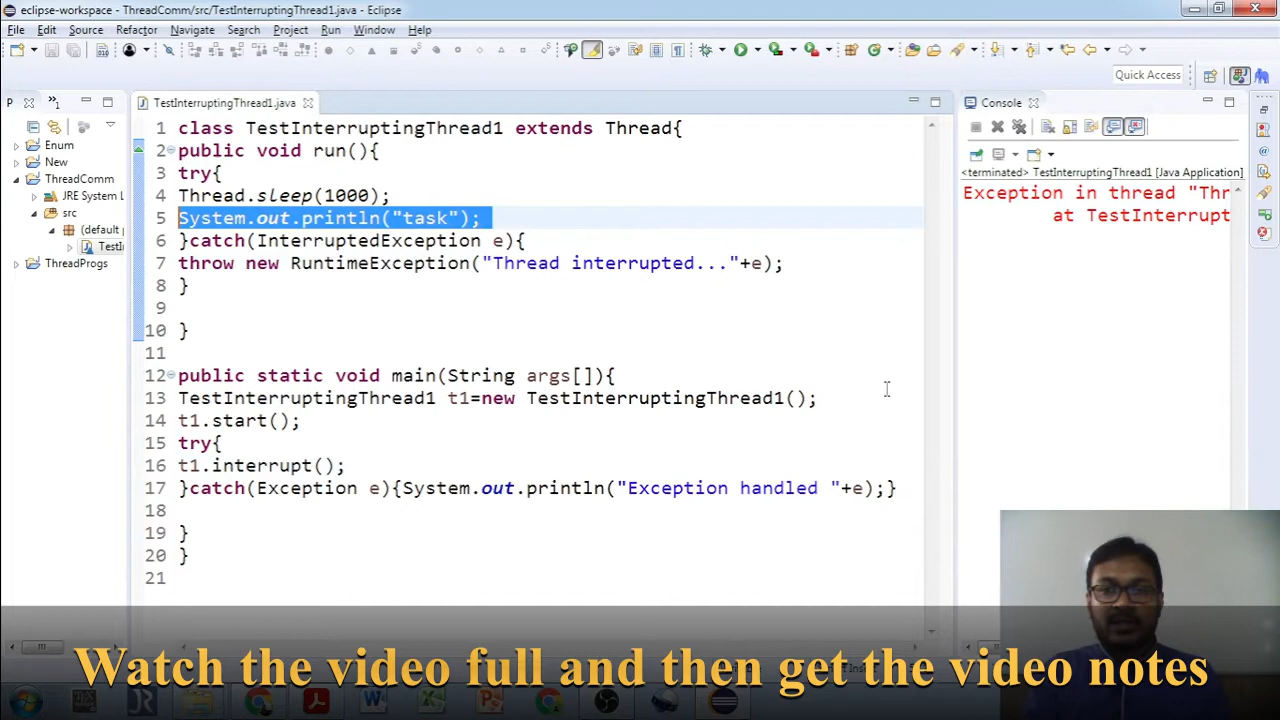 eclipse-workspace - ThreadComm/src/TestInterruptingThread1.java - Eclipse
File Edit Source Refactor Navigate Search Project Run Window Help
Quick Access
P
1
TestInterruptingThread1.java
Console
Enum
New
ThreadComm
JRE System L
src
(default p
TestI
ThreadProgs
1 class TestInterruptingThread1 extends Thread{
2 public void run(){
3 try{
4 Thread.sleep(1000);
5 System.out.println("task");
6 }catch(InterruptedException e){
7 throw new RuntimeException("Thread interrupted..."+e);
8 }
9
10 }
11
12 public static void main(String args[]){
13 TestInterruptingThread1 t1=new TestInterruptingThread1();
14 t1.start();
15 try{
16 t1.interrupt();
17 }catch(Exception e){System.out.println("Exception handled "+e);}
18
19 }
20 }
21
<terminated> TestInterruptingThread1 [Java Application]
Exception in thread "Thr
at TestInterrupt
Watch the video full and then get the video notes